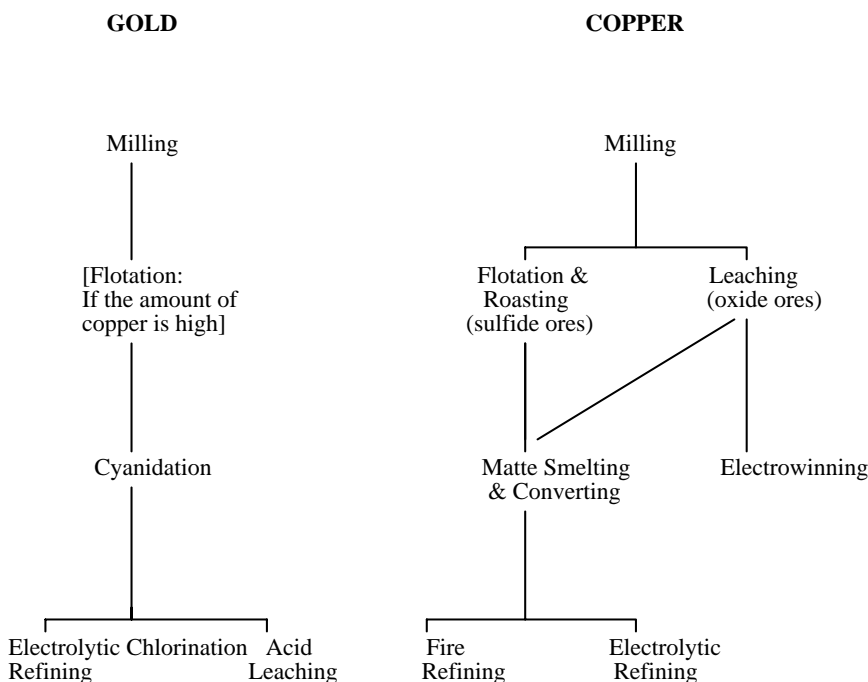 GOLD
Milling
[Flotation:
If the amount of
copper is high]
Cyanidation
Electrolytic Chlorination
Refining
Acid
Leaching
COPPER
Milling
Flotation &
Roasting
(sulfide ores)
Leaching
(oxide ores)
Matte Smelting
& Converting
Electrowinning
Fire
Refining
Electrolytic
Refining